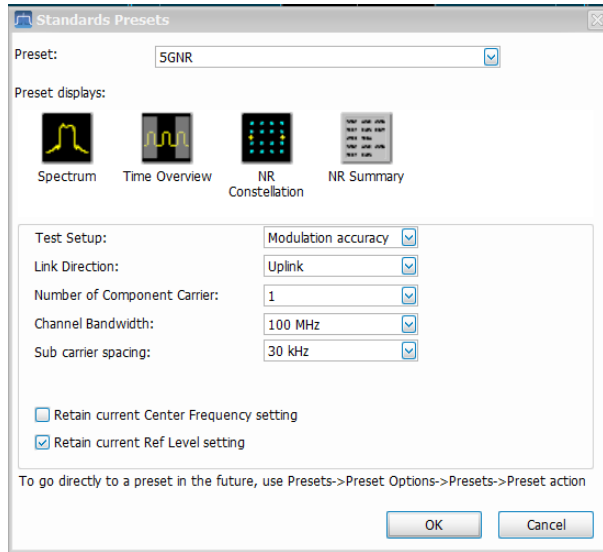 Standards Presets
Preset: 5GNR
Preset displays:
Spectrum Time Overview NR Constellation NR Summary
Test Setup: Modulation accuracy
Link Direction: Uplink
Number of Component Carrier: 1
Channel Bandwidth: 100 MHz
Sub carrier spacing: 30 kHz
Retain current Center Frequency setting
Retain current Ref Level setting
To go directly to a preset in the future, use Presets->Preset Options->Presets->Preset action
OK Cancel